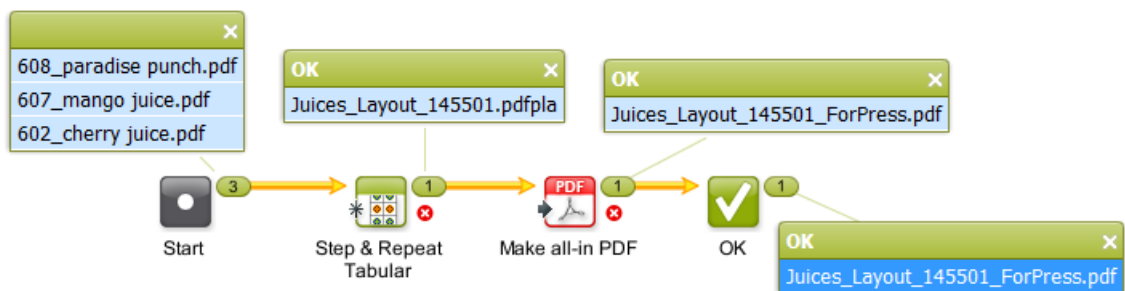 608_paradise punch.pdf
607_mango juice.pdf
602_cherry juice.pdf
OK
Juices_Layout_145501.pdfpla
OK
Juices_Layout_145501_ForPress.pdf
3
1
PDF
1
1
Start
Step & Repeat
Tabular
Make all-in PDF
OK
OK
Juices_Layout_145501_ForPress.pdf